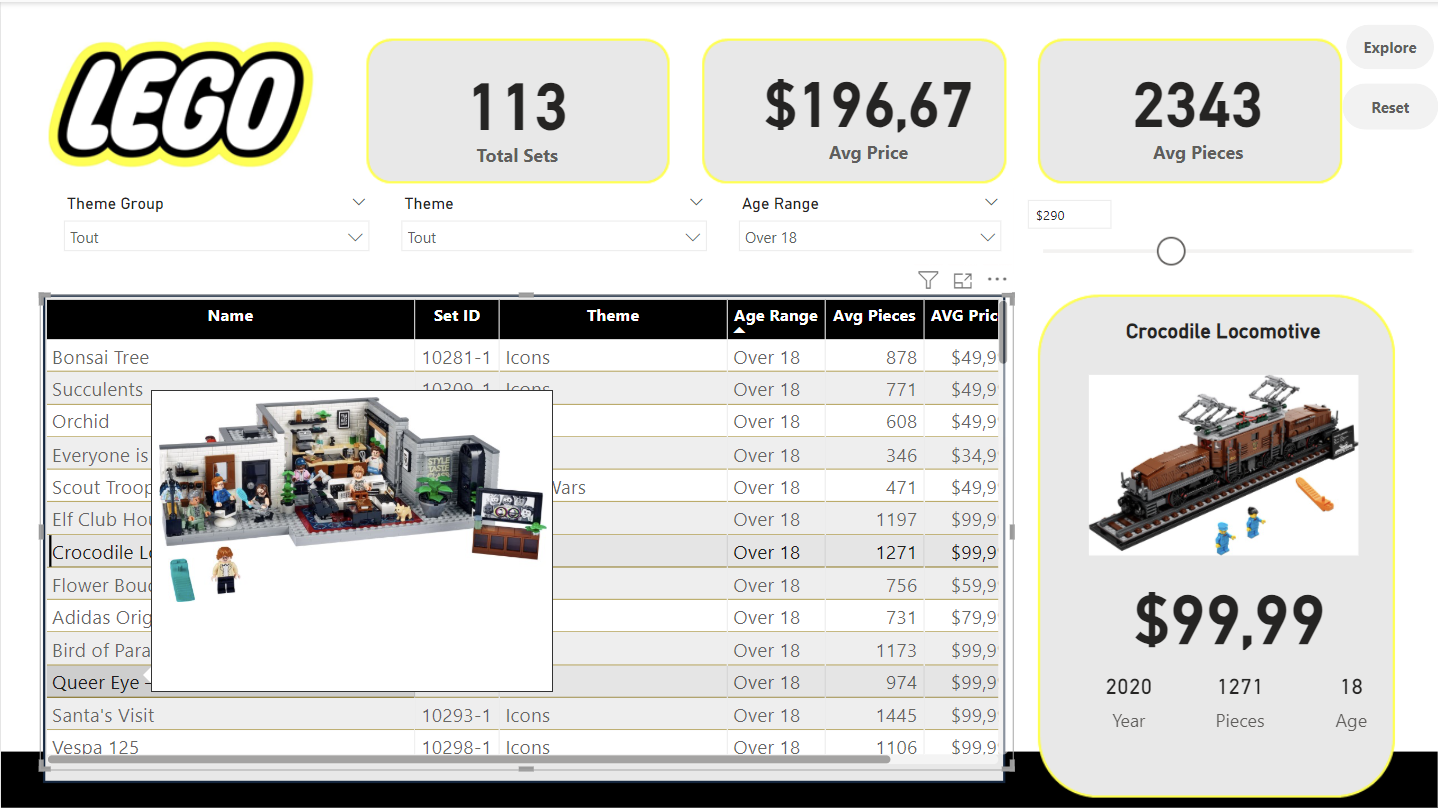 LEGO
113
Total Sets
$196,67
Avg Price
2343
Avg Pieces
Explore
Reset
Theme Group
Tout
Theme
Tout
Age Range
Over 18
$290
Name Set ID Theme Age Range Avg Pieces AVG Pric
Bonsai Tree 10281-1 Icons Over 18 878 $49,9
Succulents 10309-1 Icons Over 18 771 $49,9
Orchid Over 18 608 $49,9
Everyone is Over 18 346 $34,9
Scout Troop Wars Over 18 471 $49,9
Elf Club Hou Over 18 1197 $99,9
Crocodile Lo Over 18 1271 $99,9
Flower Bouq Over 18 756 $59,9
Adidas Orig Over 18 731 $79,9
Bird of Para Over 18 1173 $99,9
Queer Eye - Over 18 974 $99,9
Santa's Visit 10293-1 Icons Over 18 1445 $99,9
Vespa 125 10298-1 Icons Over 18 1106 $99,9
STYLE
TASTE
Crocodile Locomotive
$99,99
2020 1271 18
Year Pieces Age